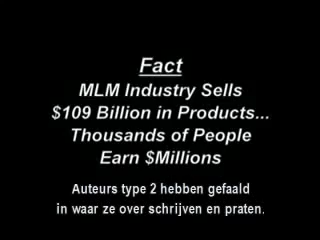 Fact
MLM Industry Sells
$109 Billion in Products...
Thousands of People
Earn $Millions
Auteurs type 2 hebben gefaald
in waar ze over schrijven en praten.